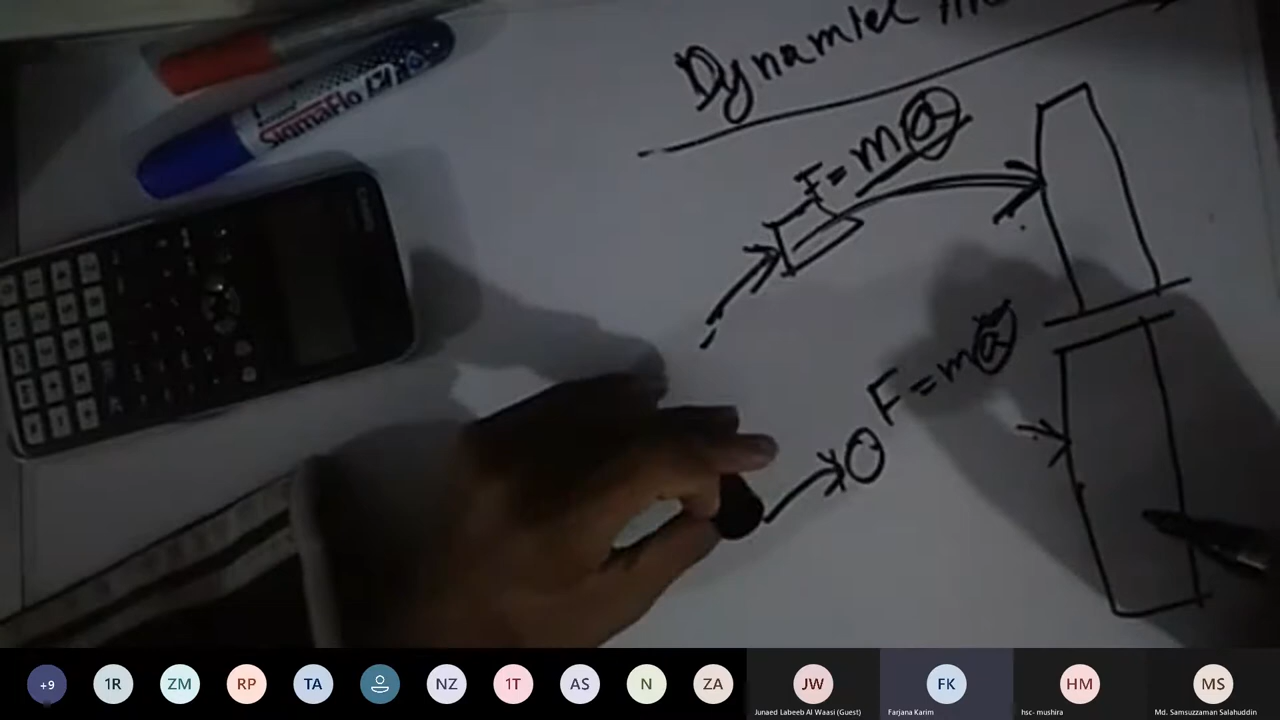 Dynamic
F = ma
F = ma
SigmaFlo
+9
1R
ZM
RP
TA
NZ
1T
AS
N
ZA
JW
FK
HM
MS
Junaed Labeeb Al Waasi (Guest)
Farjana Karim
hsc- mushira
Md. Samsuzzaman Salahuddin